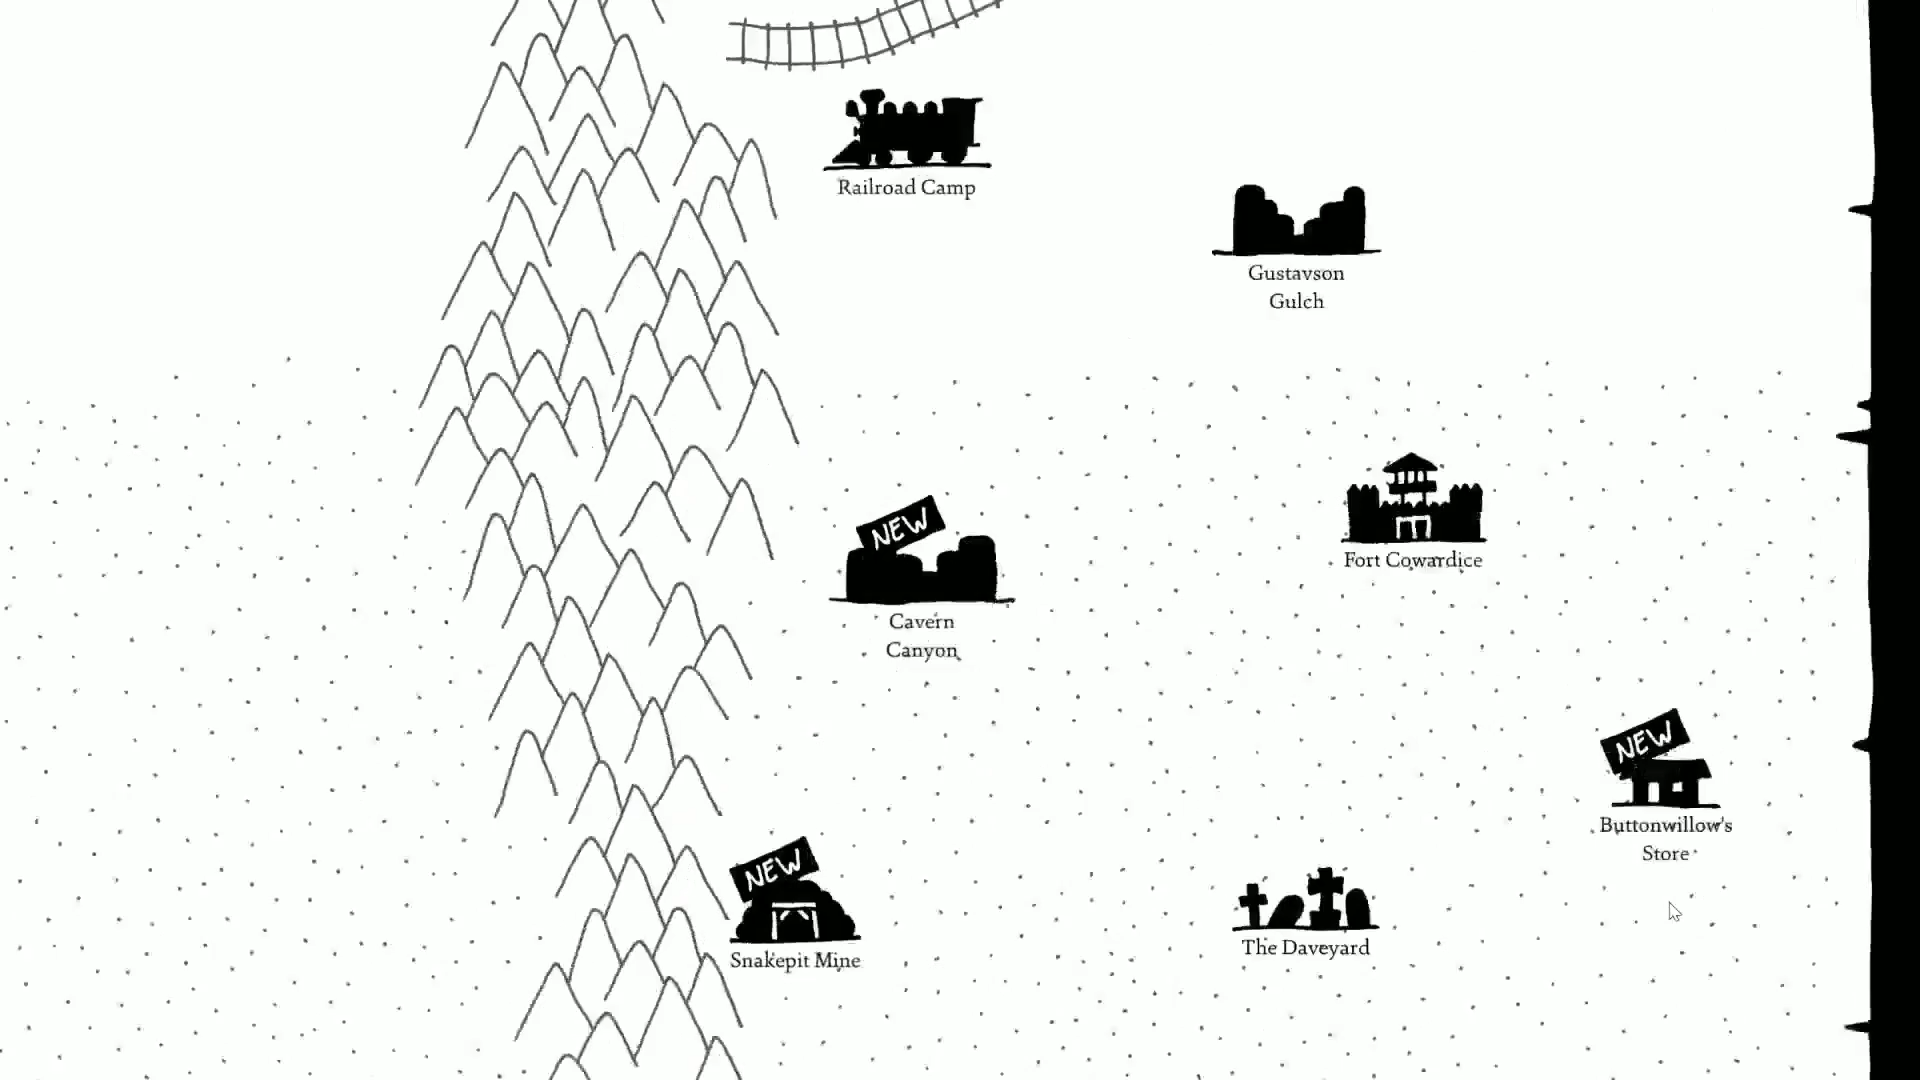 Railroad Camp
Gustavson
Gulch
Fort Cowardice
NEW
Cavern
Canyon
NEW
Buttonwillow's
Store
NEW
Snakepit Mine
The Daveyard